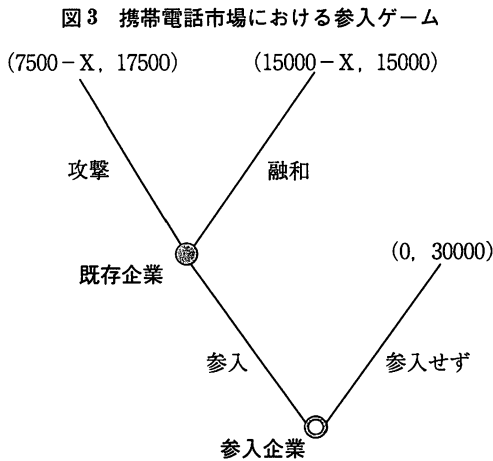 図3 携帯電話市場における参入ゲーム
(7500－X, 17500) (15000－X, 15000)
攻撃 融和
(0, 30000)
既存企業
参入 参入せず
参入企業